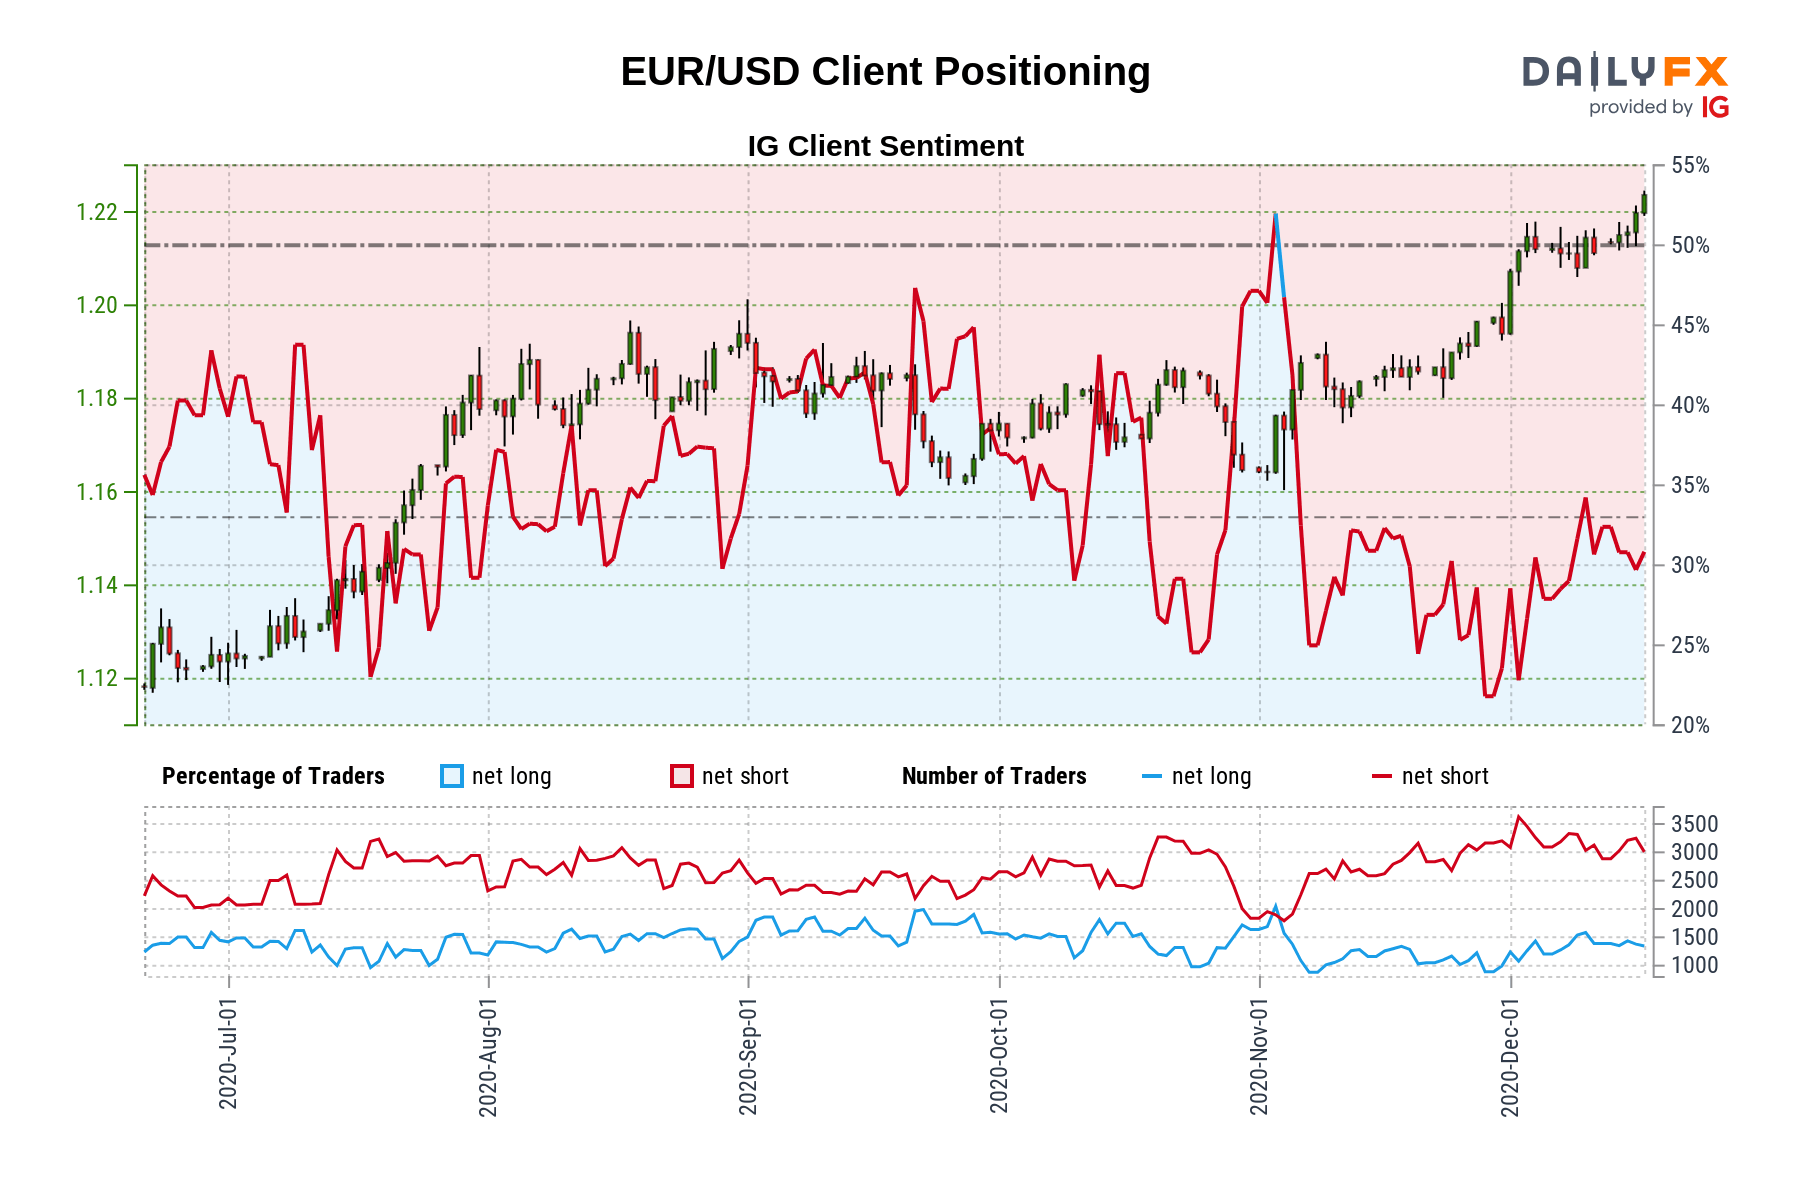 EUR/USD Client Positioning
DAILYFX
provided by IG
IG Client Sentiment
1.22
1.20
1.18
1.16
1.14
1.12
55%
50%
45%
40%
35%
30%
25%
20%
Percentage of Traders net long net short Number of Traders net long net short
3500
3000
2500
2000
1500
1000
2020-Jul-01
2020-Aug-01
2020-Sep-01
2020-Oct-01
2020-Nov-01
2020-Dec-01